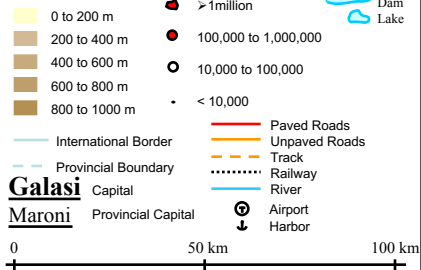 0 to 200 m
200 to 400 m
400 to 600 m
600 to 800 m
800 to 1000 m
➢1million
100,000 to 1,000,000
10,000 to 100,000
< 10,000
Dam
Lake
International Border
Provincial Boundary
Galasi Capital
Maroni Provincial Capital
Paved Roads
Unpaved Roads
Track
Railway
River
Airport
Harbor
0 50 km 100 km